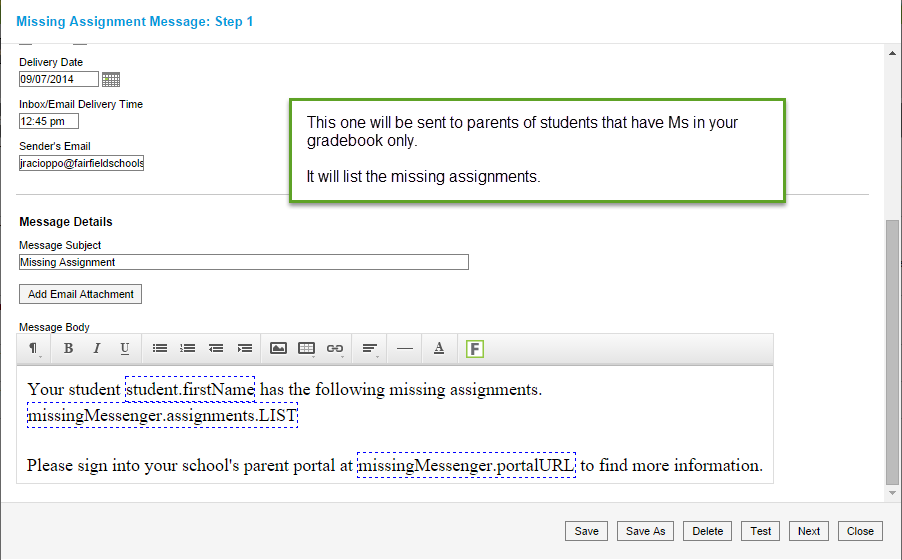 Missing Assignment Message: Step 1
Delivery Date
09/07/2014
Inbox/Email Delivery Time
12:45 pm
Sender's Email
jracioppo@fairfieldschools
This one will be sent to parents of students that have Ms in your
gradebook only.
It will list the missing assignments.
Message Details
Message Subject
Missing Assignment
Add Email Attachment
Message Body
¶ B I U A F
Your student student.firstName has the following missing assignments.
missingMessenger.assignments.LIST
Please sign into your school's parent portal at missingMessenger.portalURL to find more information.
Save Save As Delete Test Next Close